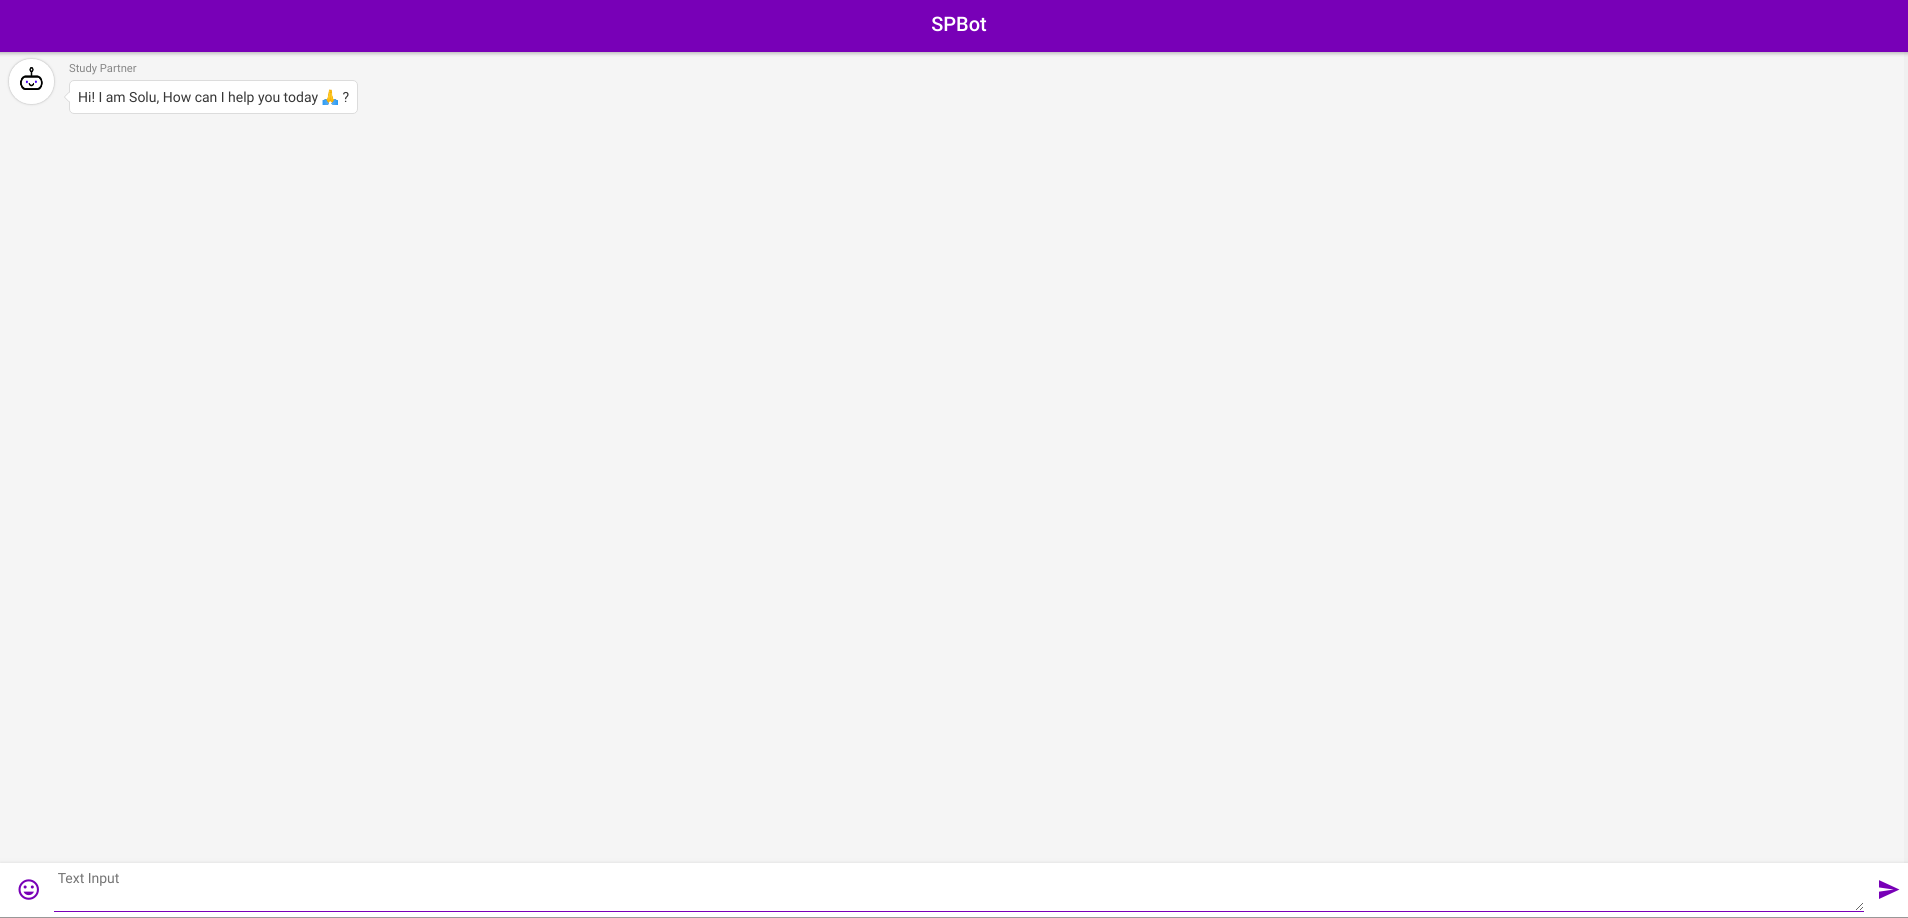 SPBot
Study Partner
Hi! I am Solu, How can I help you today 🙏 ?
Text Input